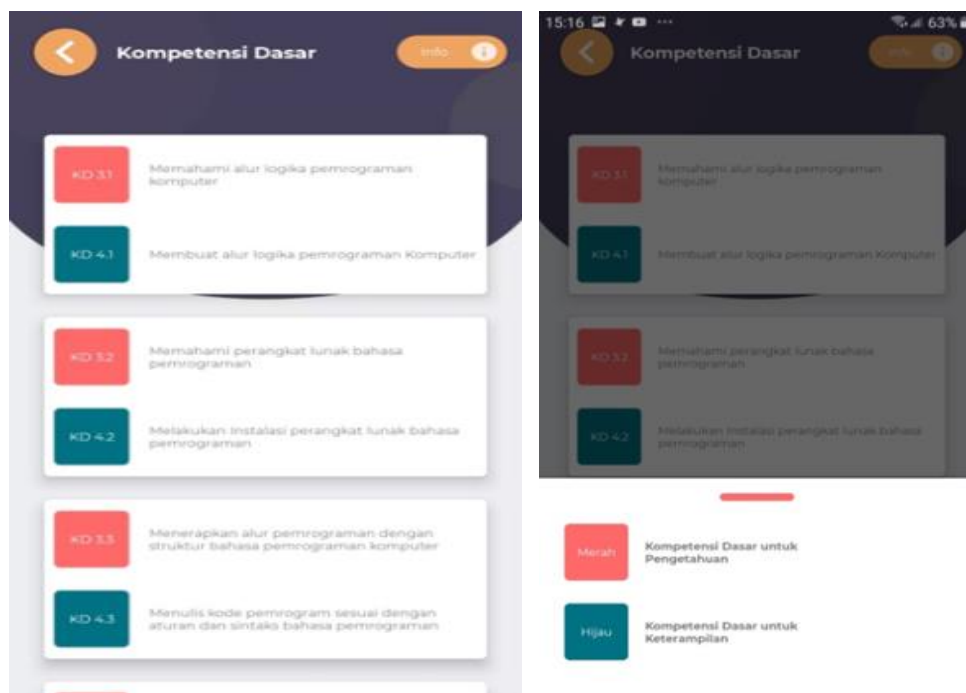 Kompetensi Dasar
Info
KD 3.1
Memahami alur logika pemrograman
komputer
KD 4.1
Membuat alur logika pemrograman Komputer
KD 3.2
Memahami perangkat lunak bahasa
pemrograman
KD 4.2
Melakukan Instalasi perangkat lunak bahasa
pemrograman
KD 3.3
Menerapkan alur pemrograman dengan
struktur bahasa pemrograman komputer
KD 4.3
Menulis kode pemrogram sesuai dengan
aturan dan sintaks bahasa pemrograman
15:16
63%
Kompetensi Dasar
Info
KD 3.1
Memahami alur logika pemrograman
komputer
KD 4.1
Membuat alur logika pemrograman Komputer
KD 3.2
Memahami perangkat lunak bahasa
pemrograman
KD 4.2
Melakukan Instalasi perangkat lunak bahasa
pemrograman
Merah
Kompetensi Dasar untuk
Pengetahuan
Hijau
Kompetensi Dasar untuk
Keterampilan